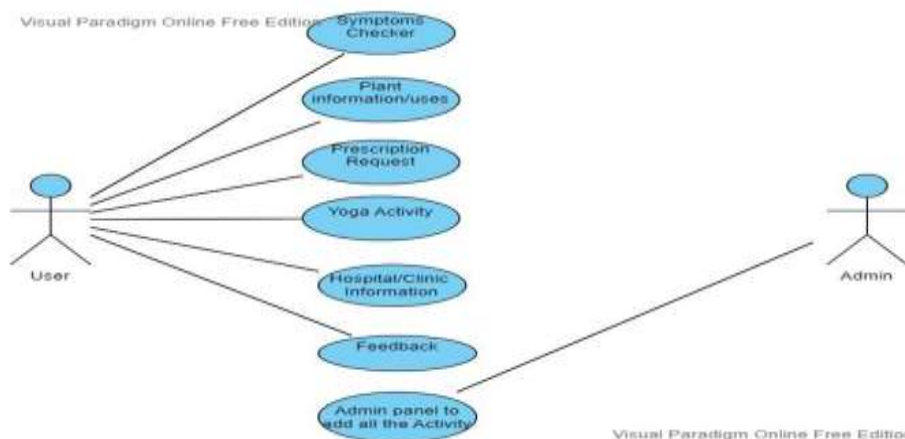 Visual Paradigm Online Free Edition
Symptoms
Checker
Plant
information/uses
Prescription
Request
Yoga Activity
User
Admin
Hospital/Clinic
Information
Feedback
Admin panel to
add all the Activity
Visual Paradigm Online Free Edition